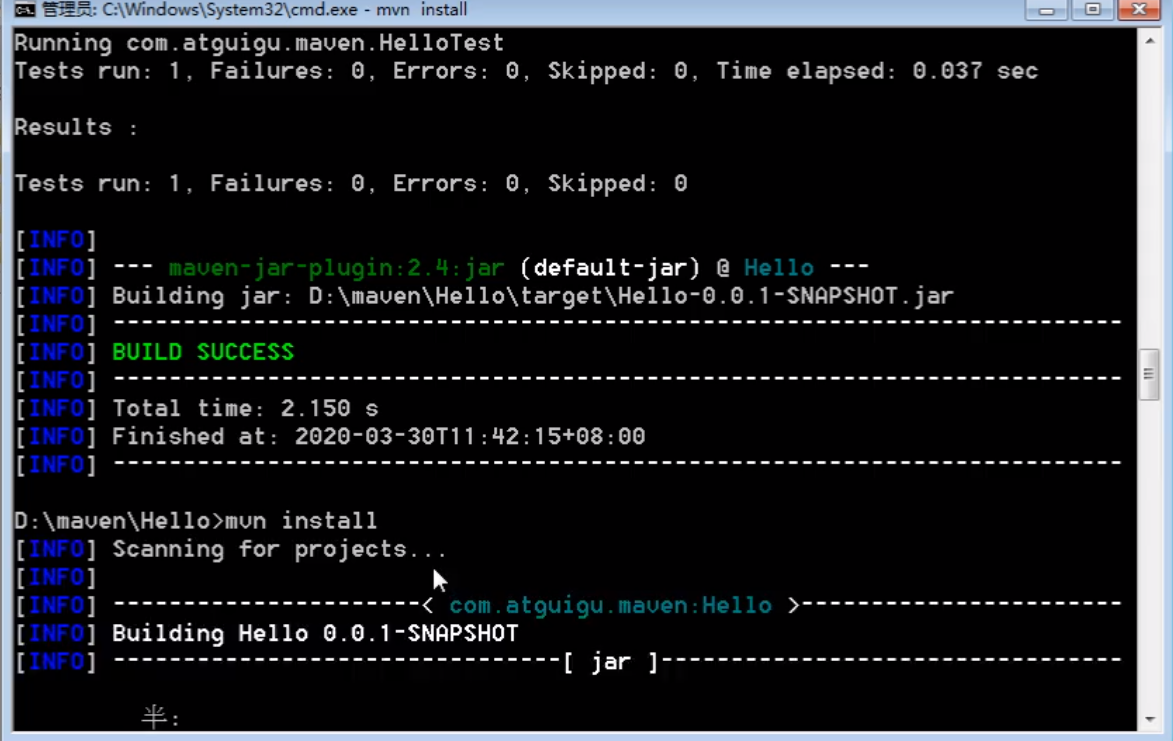 管理员: C:\Windows\System32\cmd.exe - mvn  install
Running com.atguigu.maven.HelloTest
Tests run: 1, Failures: 0, Errors: 0, Skipped: 0, Time elapsed: 0.037 sec
Results :
Tests run: 1, Failures: 0, Errors: 0, Skipped: 0
[INFO]
[INFO] --- maven-jar-plugin:2.4:jar (default-jar) @ Hello ---
[INFO] Building jar: D:\maven\Hello\target\Hello-0.0.1-SNAPSHOT.jar
[INFO] ------------------------------------------------------------------------
[INFO] BUILD SUCCESS
[INFO] ------------------------------------------------------------------------
[INFO] Total time: 2.150 s
[INFO] Finished at: 2020-03-30T11:42:15+08:00
[INFO] ------------------------------------------------------------------------
D:\maven\Hello>mvn install
[INFO] Scanning for projects...
[INFO]
[INFO] ----------------------< com.atguigu.maven:Hello >-----------------------
[INFO] Building Hello 0.0.1-SNAPSHOT
[INFO] --------------------------------[ jar ]---------------------------------
半: